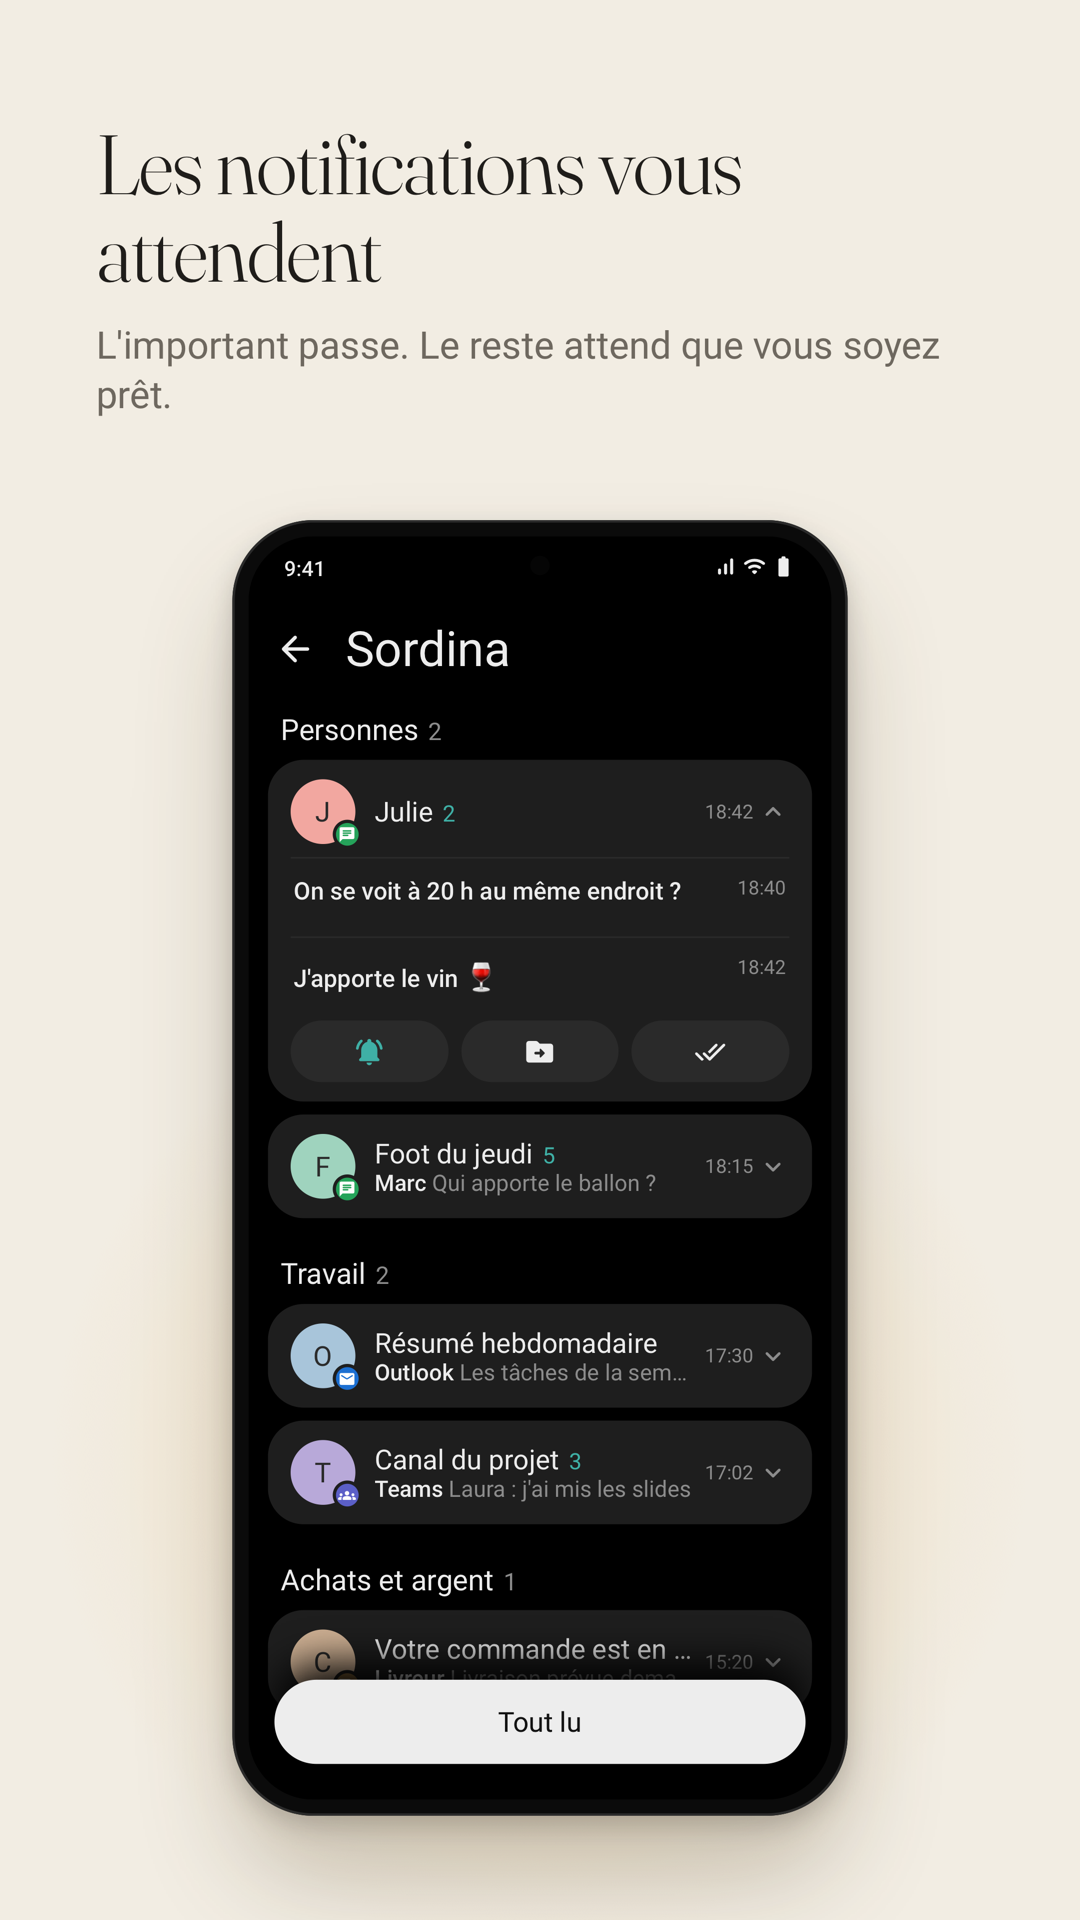 Les notifications vous
attendent
L'important passe. Le reste attend que vous soyez
prêt.
9:41
Sordina
Personnes 2
J
Julie 2
18:42
On se voit à 20 h au même endroit ?
18:40
J'apporte le vin 🍷
18:42
F
Foot du jeudi 5
Marc Qui apporte le ballon ?
18:15
Travail 2
O
Résumé hebdomadaire
Outlook Les tâches de la sem...
17:30
T
Canal du projet 3
Teams Laura : j'ai mis les slides
17:02
Achats et argent 1
C
Votre commande est en ...
Livreur Livraison prévue dema...
15:20
Tout lu